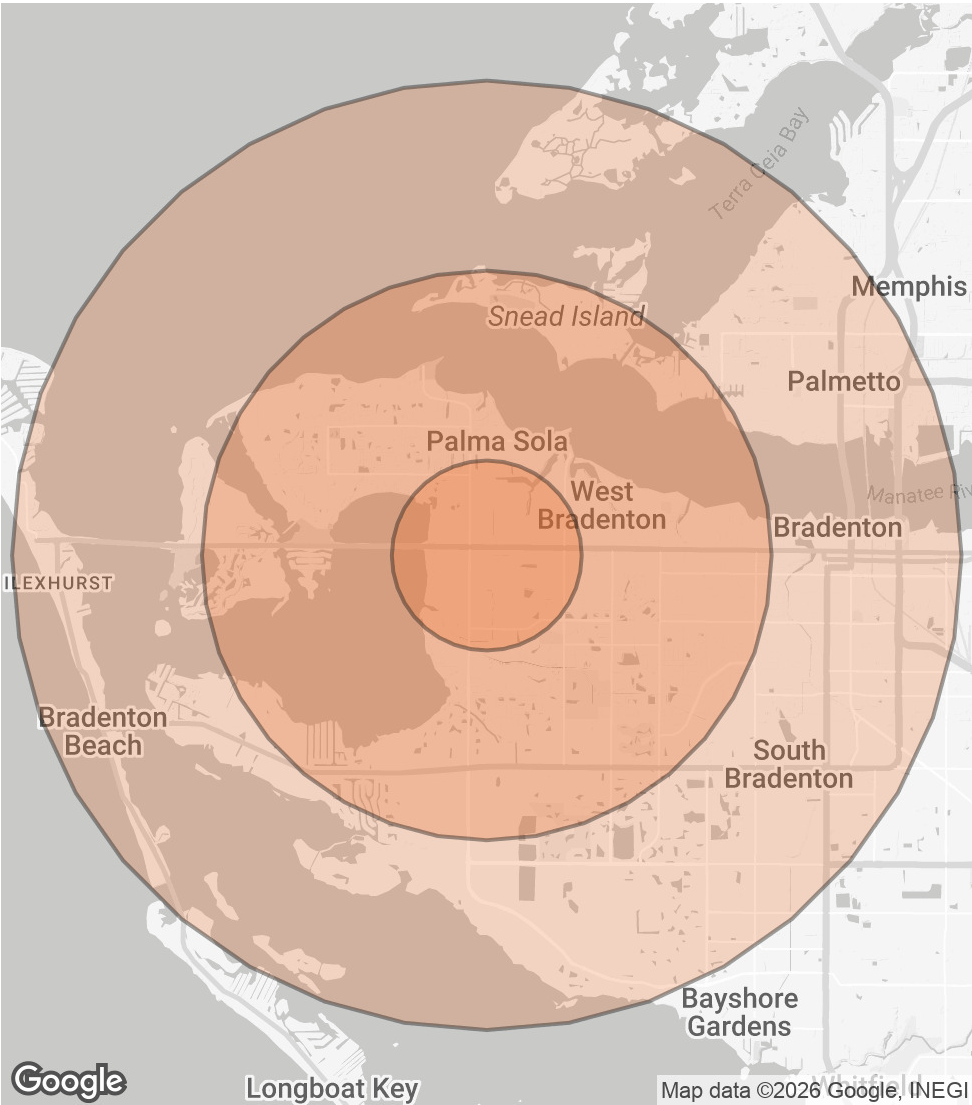 Terra Ceia Bay
Memphis
Snead Island
Palmetto
Palma Sola
West
Bradenton
Manatee Riv
Bradenton
ILEXHURST
Bradenton
Beach
South
Bradenton
Bayshore
Gardens
Google
Longboat Key
Whitfield
Map data ©2026 Google, INEGI